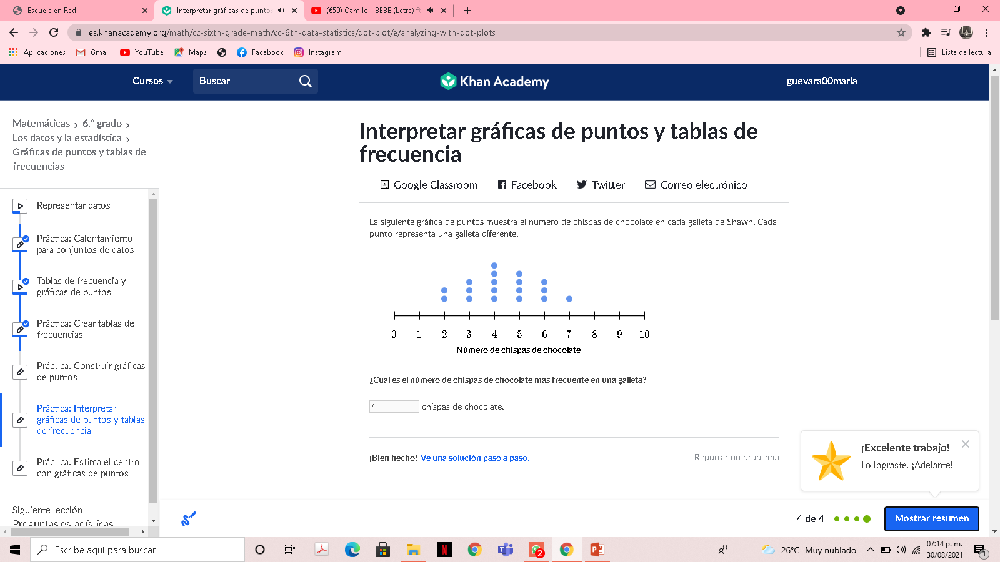 Escuela en Red
Interpretar gráficas de puntos
(659) Camilo - BEBÉ (Letra) ft
es.khanacademy.org/math/cc-sixth-grade-math/cc-6th-data-statistics/dot-plot/e/analyzing-with-dot-plots
Aplicaciones Gmail YouTube Maps Facebook Instagram Lista de lectura
Cursos Buscar Khan Academy guevara00maria
Matemáticas > 6.º grado >
Los datos y la estadística >
Gráficas de puntos y tablas de
frecuencias
Representar datos
Práctica: Calentamiento
para conjuntos de datos
Tablas de frecuencia y
gráficas de puntos
Práctica: Crear tablas de
frecuencias
Práctica: Construir gráficas
de puntos
Práctica: Interpretar
gráficas de puntos y tablas
de frecuencia
Práctica: Estima el centro
con gráficas de puntos
Siguiente lección
Preguntas estadísticas
Interpretar gráficas de puntos y tablas de
frecuencia
Google Classroom Facebook Twitter Correo electrónico
La siguiente gráfica de puntos muestra el número de chispas de chocolate en cada galleta de Shawn. Cada
punto representa una galleta diferente.
0 1 2 3 4 5 6 7 8 9 10
Número de chispas de chocolate
¿Cuál es el número de chispas de chocolate más frecuente en una galleta?
4 chispas de chocolate.
¡Bien hecho! Ve una solución paso a paso.
Reportar un problema
¡Excelente trabajo!
Lo lograste. ¡Adelante!
4 de 4 Mostrar resumen
Escribe aquí para buscar
2
26°C Muy nublado
07:14 p. m.
30/08/2021
1